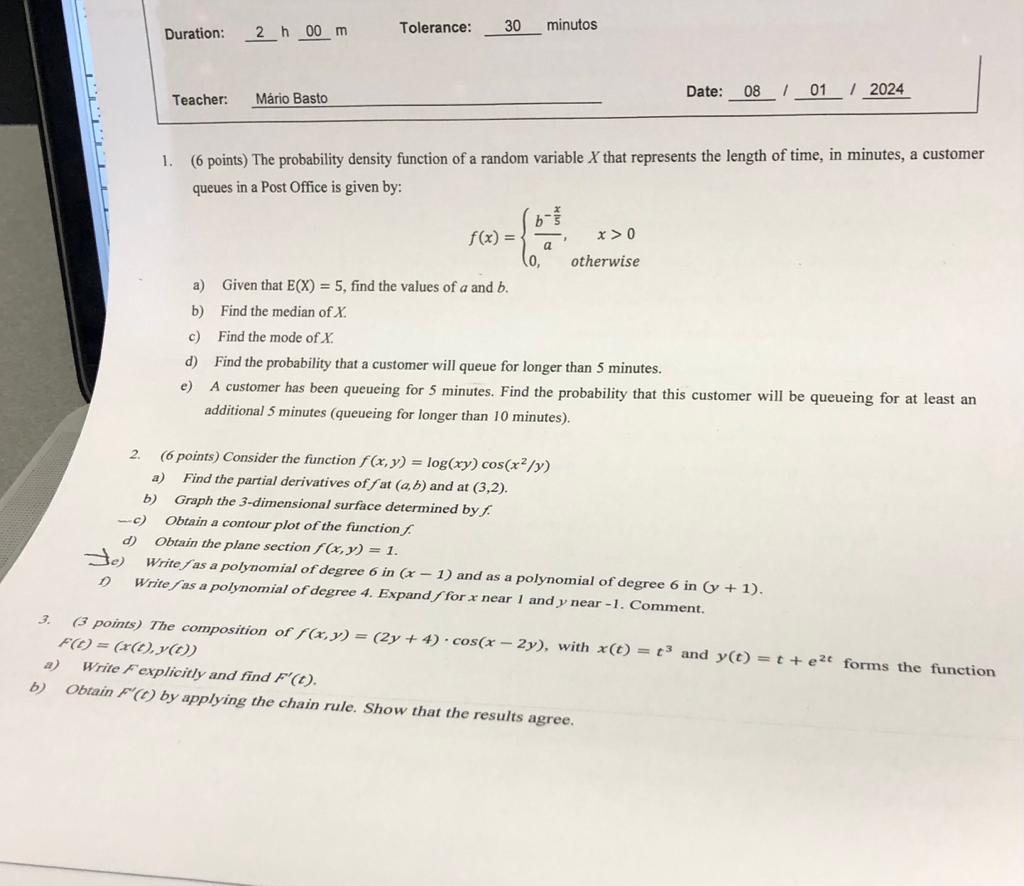 Duration: 2 h 00 m Tolerance: 30 minutos
Teacher: Mário Basto Date: 08 / 01 / 2024
1. (6 points) The probability density function of a random variable X that represents the length of time, in minutes, a customer
queues in a Post Office is given by:
f(x) = { b^(-x/5)/a, x > 0
0, otherwise
a) Given that E(X) = 5, find the values of a and b.
b) Find the median of X.
c) Find the mode of X.
d) Find the probability that a customer will queue for longer than 5 minutes.
e) A customer has been queueing for 5 minutes. Find the probability that this customer will be queueing for at least an
additional 5 minutes (queueing for longer than 10 minutes).
2. (6 points) Consider the function f(x, y) = log(xy) cos(x²/y)
a) Find the partial derivatives of f at (a, b) and at (3,2).
b) Graph the 3-dimensional surface determined by f.
c) Obtain a contour plot of the function f.
d) Obtain the plane section f(x, y) = 1.
e) Write f as a polynomial of degree 6 in (x − 1) and as a polynomial of degree 6 in (y + 1).
f) Write f as a polynomial of degree 4. Expand f for x near 1 and y near -1. Comment.
3. (3 points) The composition of f(x, y) = (2y + 4) · cos(x − 2y), with x(t) = t³ and y(t) = t + e²ᵗ forms the function
F(t) = (x(t), y(t))
a) Write F explicitly and find F′(t).
b) Obtain F′(t) by applying the chain rule. Show that the results agree.